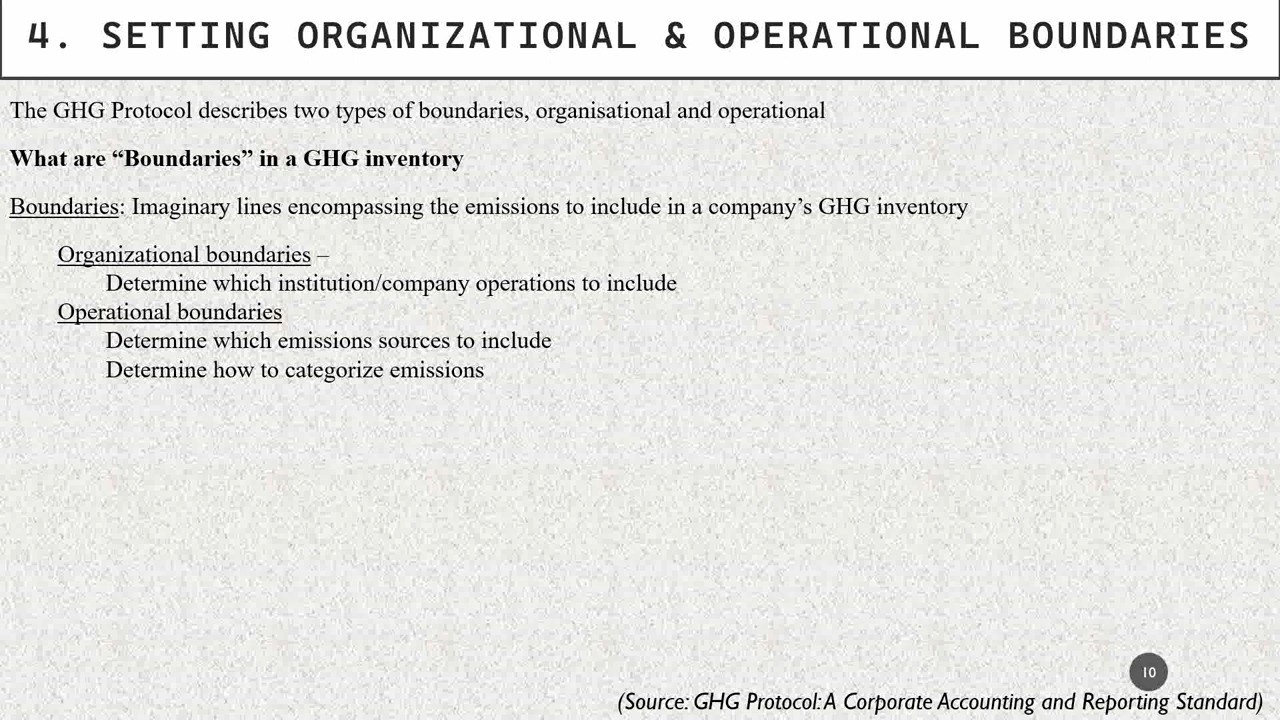 4. SETTING ORGANIZATIONAL & OPERATIONAL BOUNDARIES
The GHG Protocol describes two types of boundaries, organisational and operational
What are “Boundaries” in a GHG inventory
Boundaries: Imaginary lines encompassing the emissions to include in a company’s GHG inventory
Organizational boundaries –
Determine which institution/company operations to include
Operational boundaries
Determine which emissions sources to include
Determine how to categorize emissions
10
(Source: GHG Protocol: A Corporate Accounting and Reporting Standard)